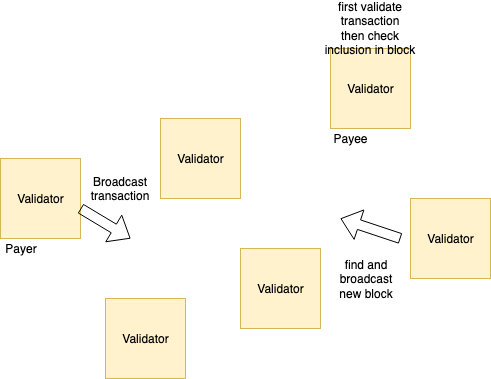 first validate
transaction
then check
inclusion in block
Validator
Payee
Validator
Broadcast
transaction
Validator
Payer
Validator
find and
broadcast
new block
Validator
Validator